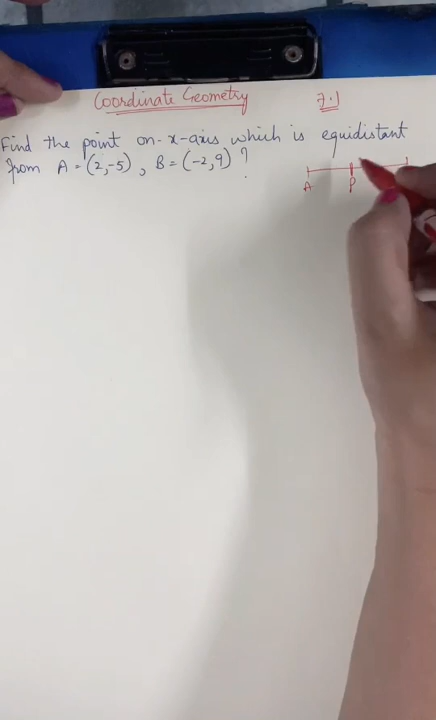 Coordinate Geometry 7.1
Find the point on x-axis which is equidistant
from A = (2,-5), B = (-2,9) ?
A P